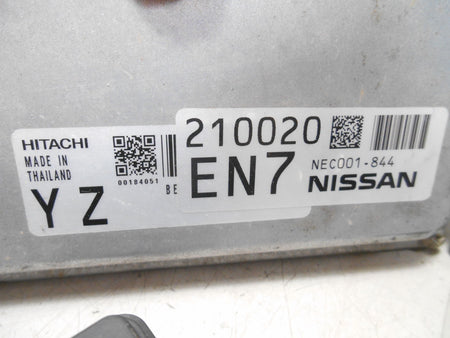 HITACHI
MADE IN
THAILAND
00184051
Y Z
BE
210020
EN7
NEC001-844
NISSAN